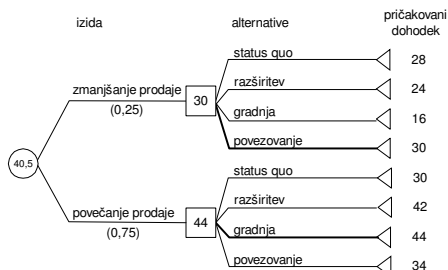 izida
alternative
pričakovani
dohodek
status quo
28
razširitev
24
zmanjšanje prodaje
(0,25)
30
gradnja
16
povezovanje
30
40,5
status quo
30
razširitev
42
povečanje prodaje
(0,75)
44
gradnja
44
povezovanje
34